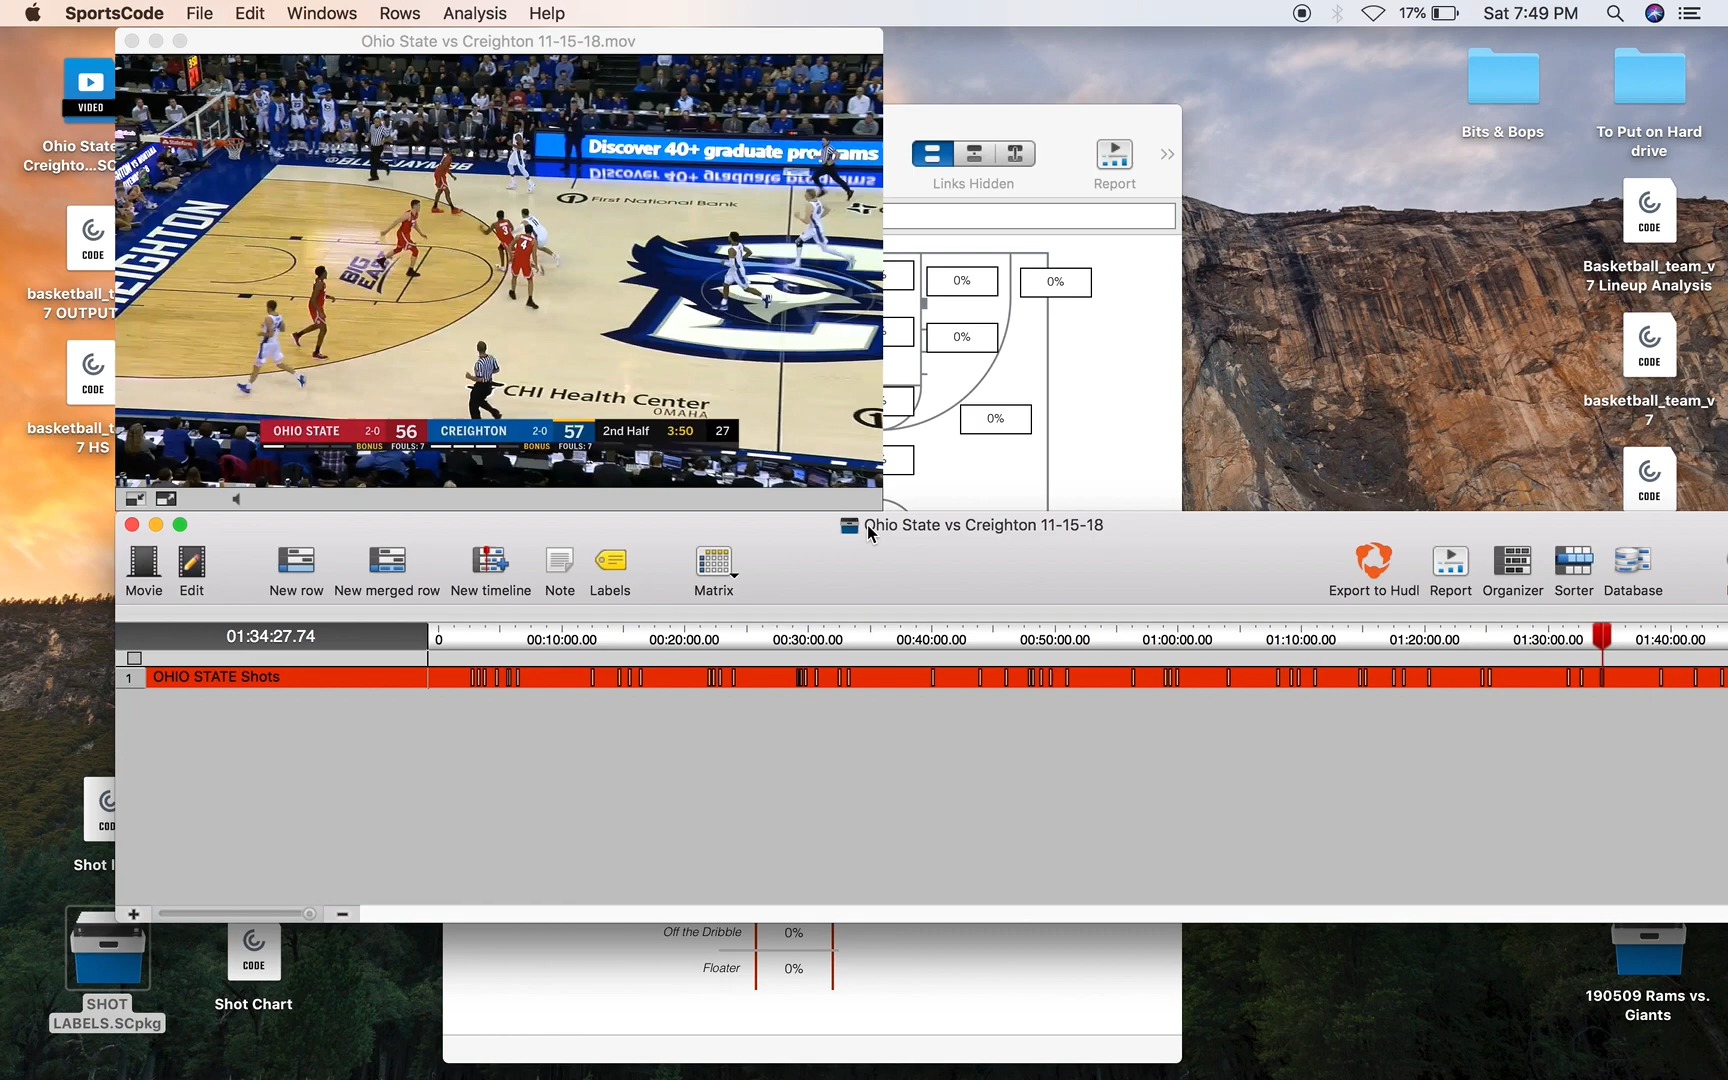 SportsCode File Edit Windows Rows Analysis Help
17% Sat 7:49 PM
Ohio State vs Creighton 11-15-18.mov
VIDEO
Ohio State
Creighto...SC
CODE
basketball_t
7 OUTPUT
CODE
basketball_t
7 HS
Discover 40+ graduate programs
First National Bank
BIG
CHI Health Center
OMAHA
OHIO STATE 2-0 56 CREIGHTON 2-0 57 2nd Half 3:50 27
BONUS FOULS: 7 BONUS FOULS: 7
Links Hidden
Report
0%
0%
0%
0%
Bits & Bops
To Put on Hard
drive
CODE
Basketball_team_v
7 Lineup Analysis
CODE
basketball_team_v
7
CODE
Ohio State vs Creighton 11-15-18
Movie Edit New row New merged row New timeline Note Labels Matrix Export to Hudl Report Organizer Sorter Database
01:34:27.74
0 00:10:00.00 00:20:00.00 00:30:00.00 00:40:00.00 00:50:00.00 01:00:00.00 01:10:00.00 01:20:00.00 01:30:00.00 01:40:00.00
1 OHIO STATE Shots
Shot
SHOT
LABELS.SCpkg
CODE
Shot Chart
Off the Dribble 0%
Floater 0%
190509 Rams vs.
Giants